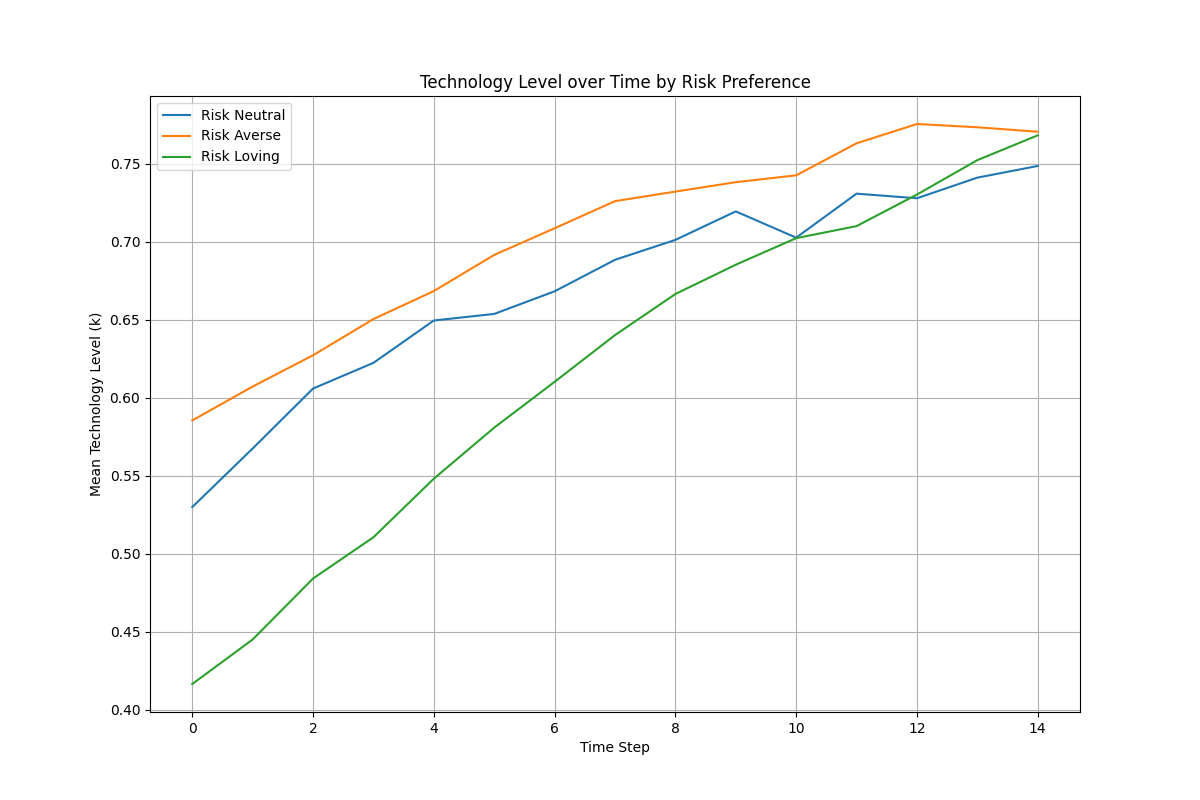 Technology Level over Time by Risk Preference
Risk Neutral
Risk Averse
Risk Loving
Mean Technology Level (k)
0.75
0.70
0.65
0.60
0.55
0.50
0.45
0.40
0 2 4 6 8 10 12 14
Time Step